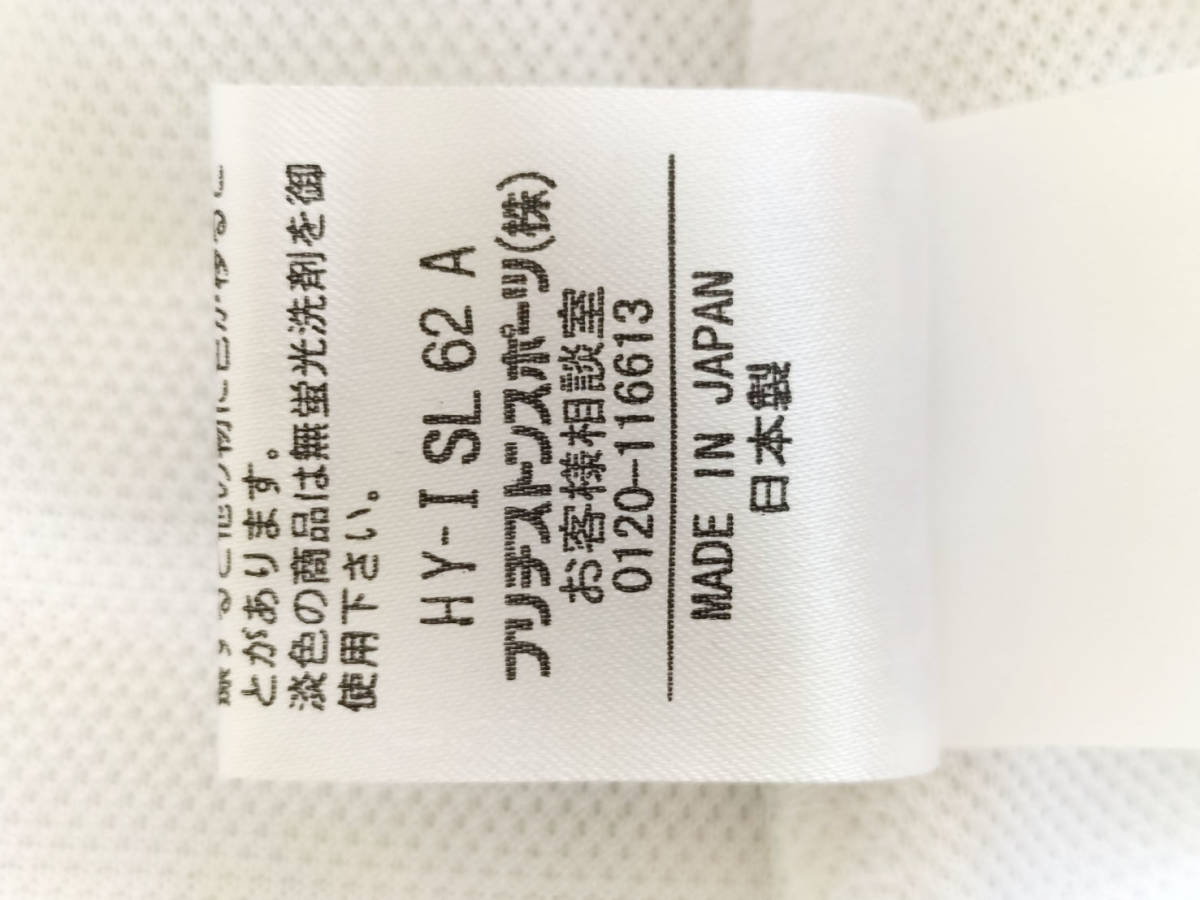 とがあります。
淡色の商品は無蛍光洗剤を御
使用下さい。
HY-I SL 62 A
ブリヂストンスポーツ(株)
お客様相談室
0120-116613
MADE IN JAPAN
日本製